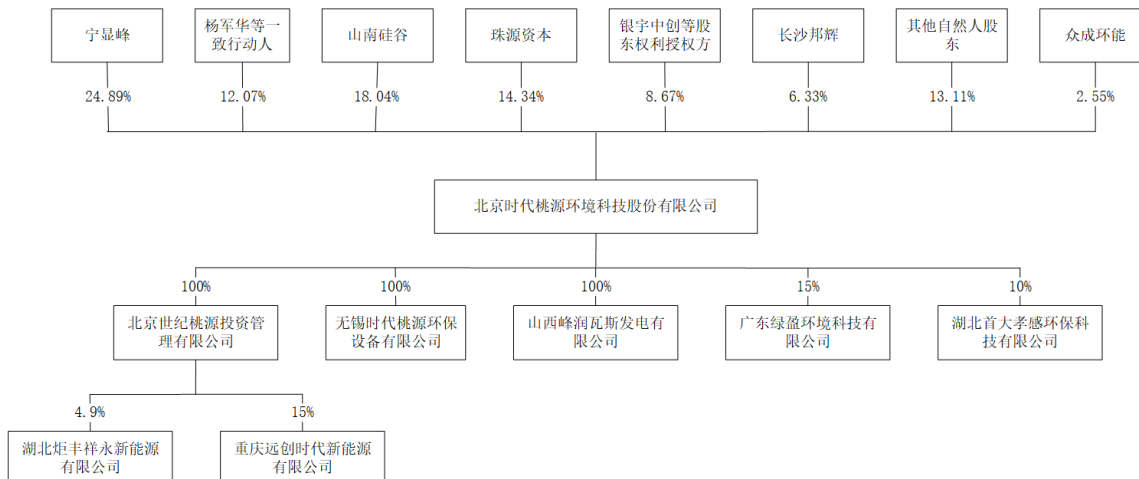 宁显峰
杨军华等一
致行动人
山南硅谷
珠源资本
银宇中创等股
东权利授权方
长沙邦辉
其他自然人股
东
众成环能
24.89%
12.07%
18.04%
14.34%
8.67%
6.33%
13.11%
2.55%
北京时代桃源环境科技股份有限公司
100%
100%
100%
15%
10%
北京世纪桃源投资管
理有限公司
无锡时代桃源环保
设备有限公司
山西峰润瓦斯发电有
限公司
广东绿盈环境科技有
限公司
湖北首大孝感环保科
技有限公司
4.9%
15%
湖北炬丰祥永新能源
有限公司
重庆远创时代新能源
有限公司